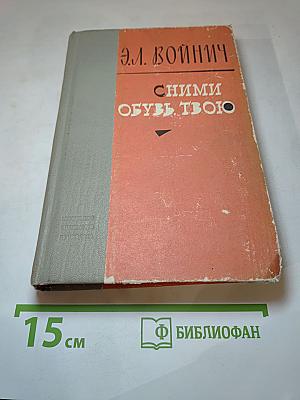 Э.Л. ВОЙНИЧ
СНИМИ
ОБУВЬ ТВОЮ
15 см
Ф БИБЛИОФАН